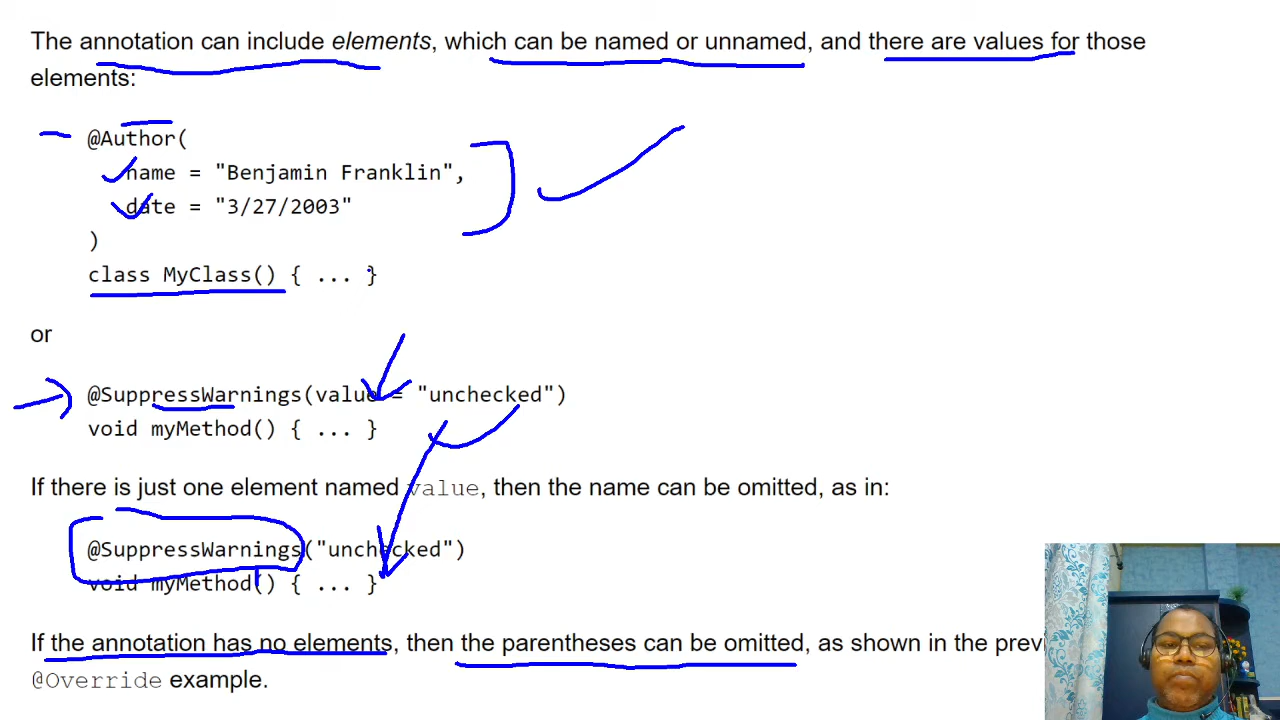 The annotation can include elements, which can be named or unnamed, and there are values for those
elements:
@Author(
name = "Benjamin Franklin",
date = "3/27/2003"
)
class MyClass() { ... }
or
@SuppressWarnings(value = "unchecked")
void myMethod() { ... }
If there is just one element named value, then the name can be omitted, as in:
@SuppressWarnings("unchecked")
void myMethod() { ... }
If the annotation has no elements, then the parentheses can be omitted, as shown in the prev
@Override example.